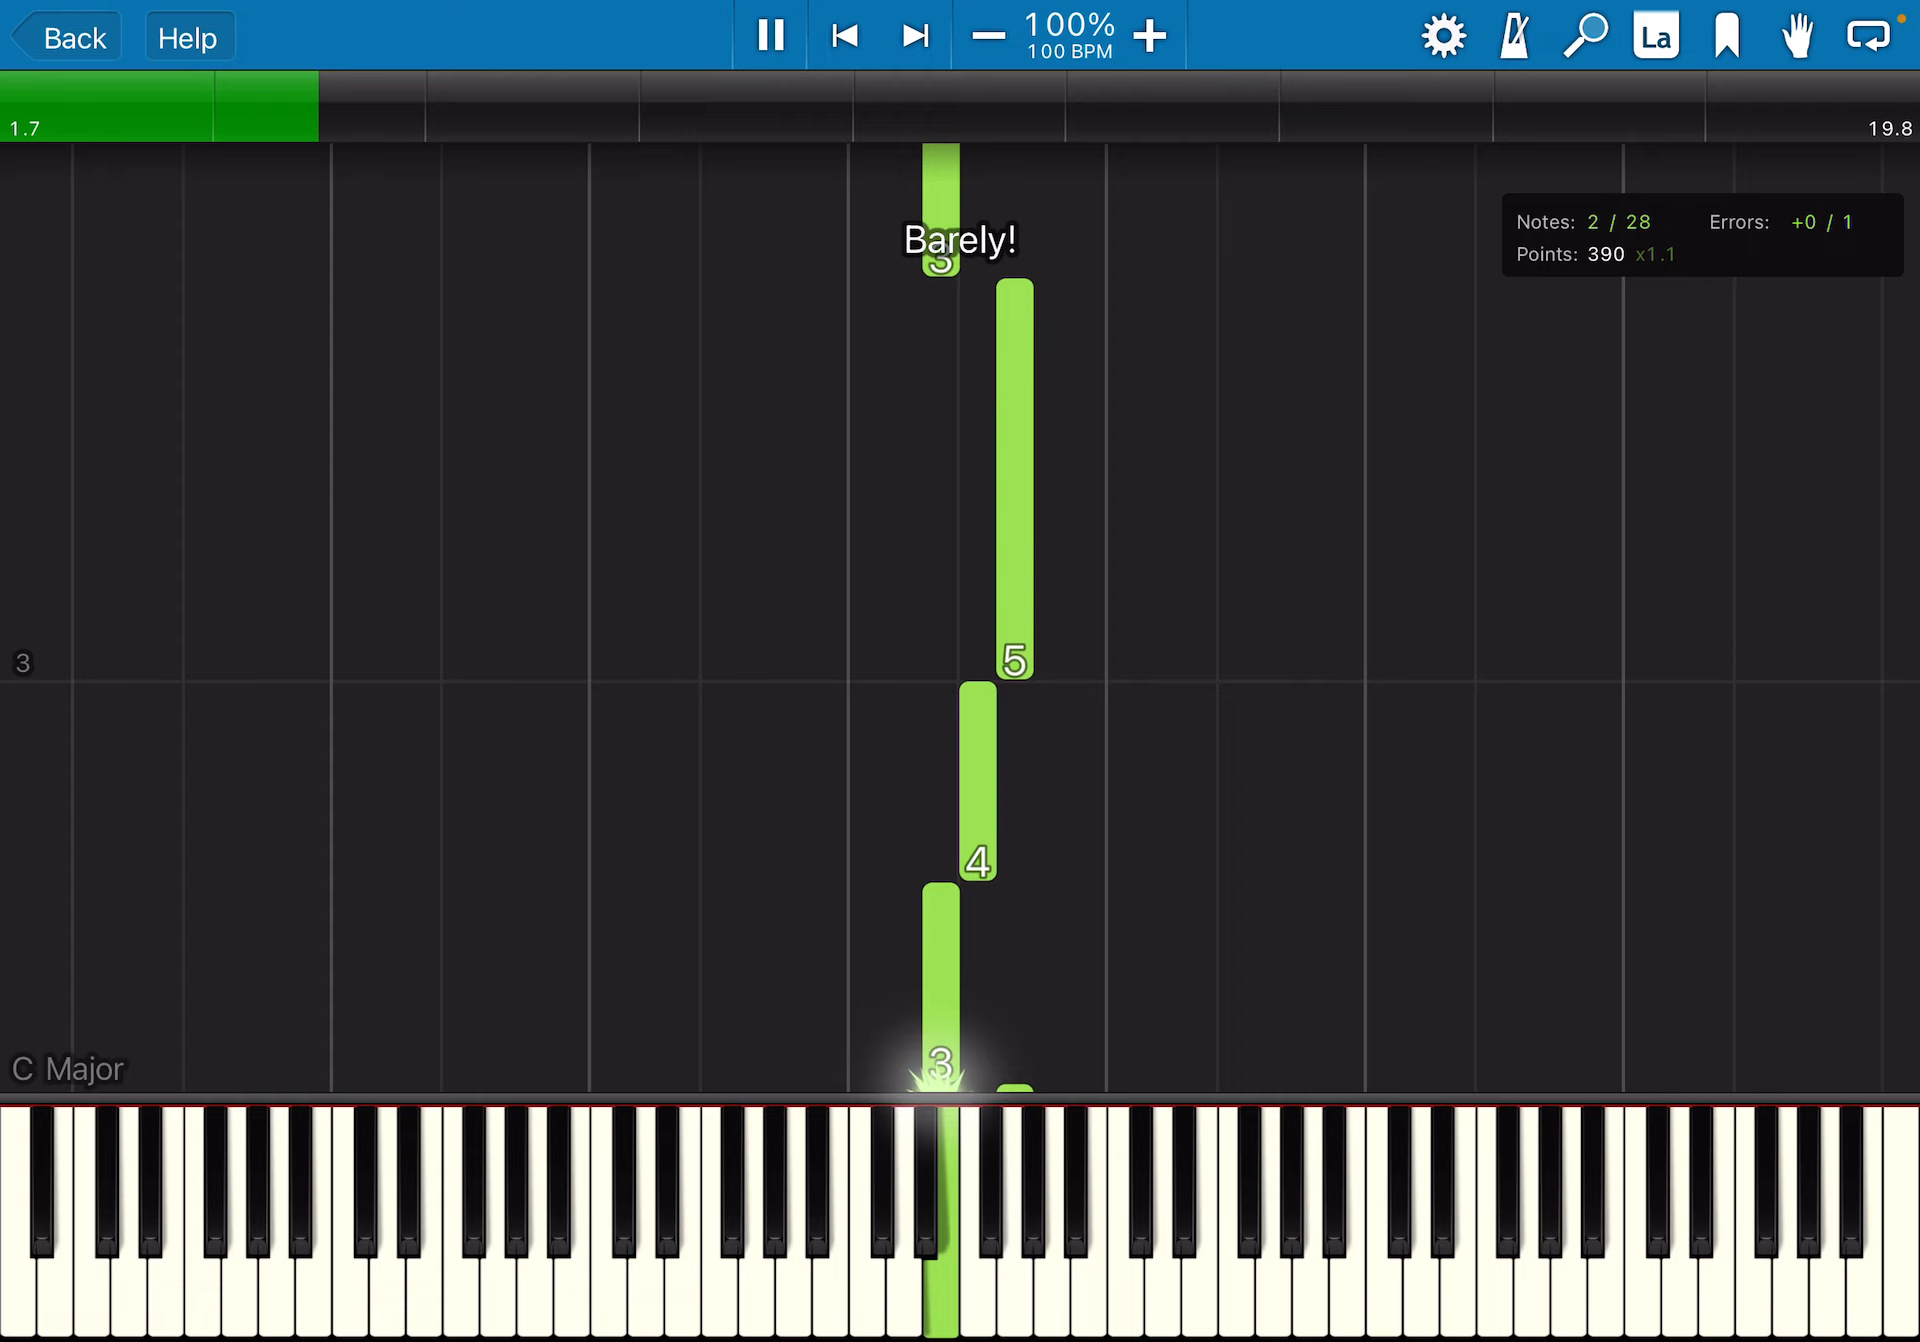 Back
Help
100%
100 BPM
La
1.7
19.8
Barely!
3
Notes: 2 / 28 Errors: +0 / 1
Points: 390 x1.1
5
3
4
3
C Major